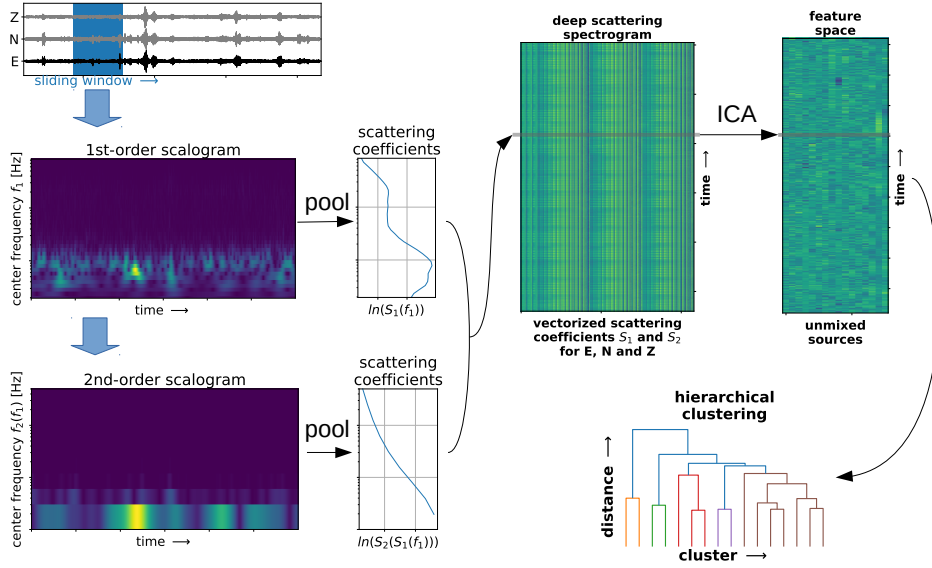 Z
N
E
sliding window →
1st-order scalogram
center frequency f₁ [Hz]
time →
pool
scattering
coefficients
ln(S₁(f₁))
2nd-order scalogram
center frequency f₂(f₁) [Hz]
time →
pool
scattering
coefficients
ln(S₂(S₁(f₁)))
deep scattering
spectrogram
time →
vectorized scattering
coefficients S₁ and S₂
for E, N and Z
ICA
feature
space
time →
unmixed
sources
hierarchical
clustering
distance →
cluster →